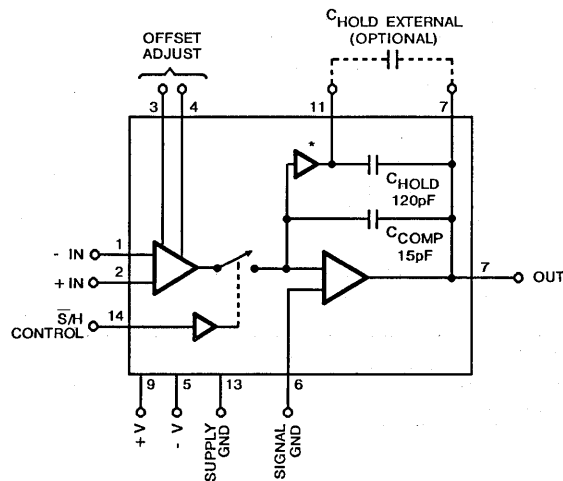 C HOLD EXTERNAL
(OPTIONAL)
OFFSET
ADJUST
3 4 11 7
*
C HOLD
120pF
C COMP
15pF
- IN 1
+ IN 2
7 OUT
S̅/H
CONTROL
14
9 5 13 6
+ V
- V
SUPPLY
GND
SIGNAL
GND